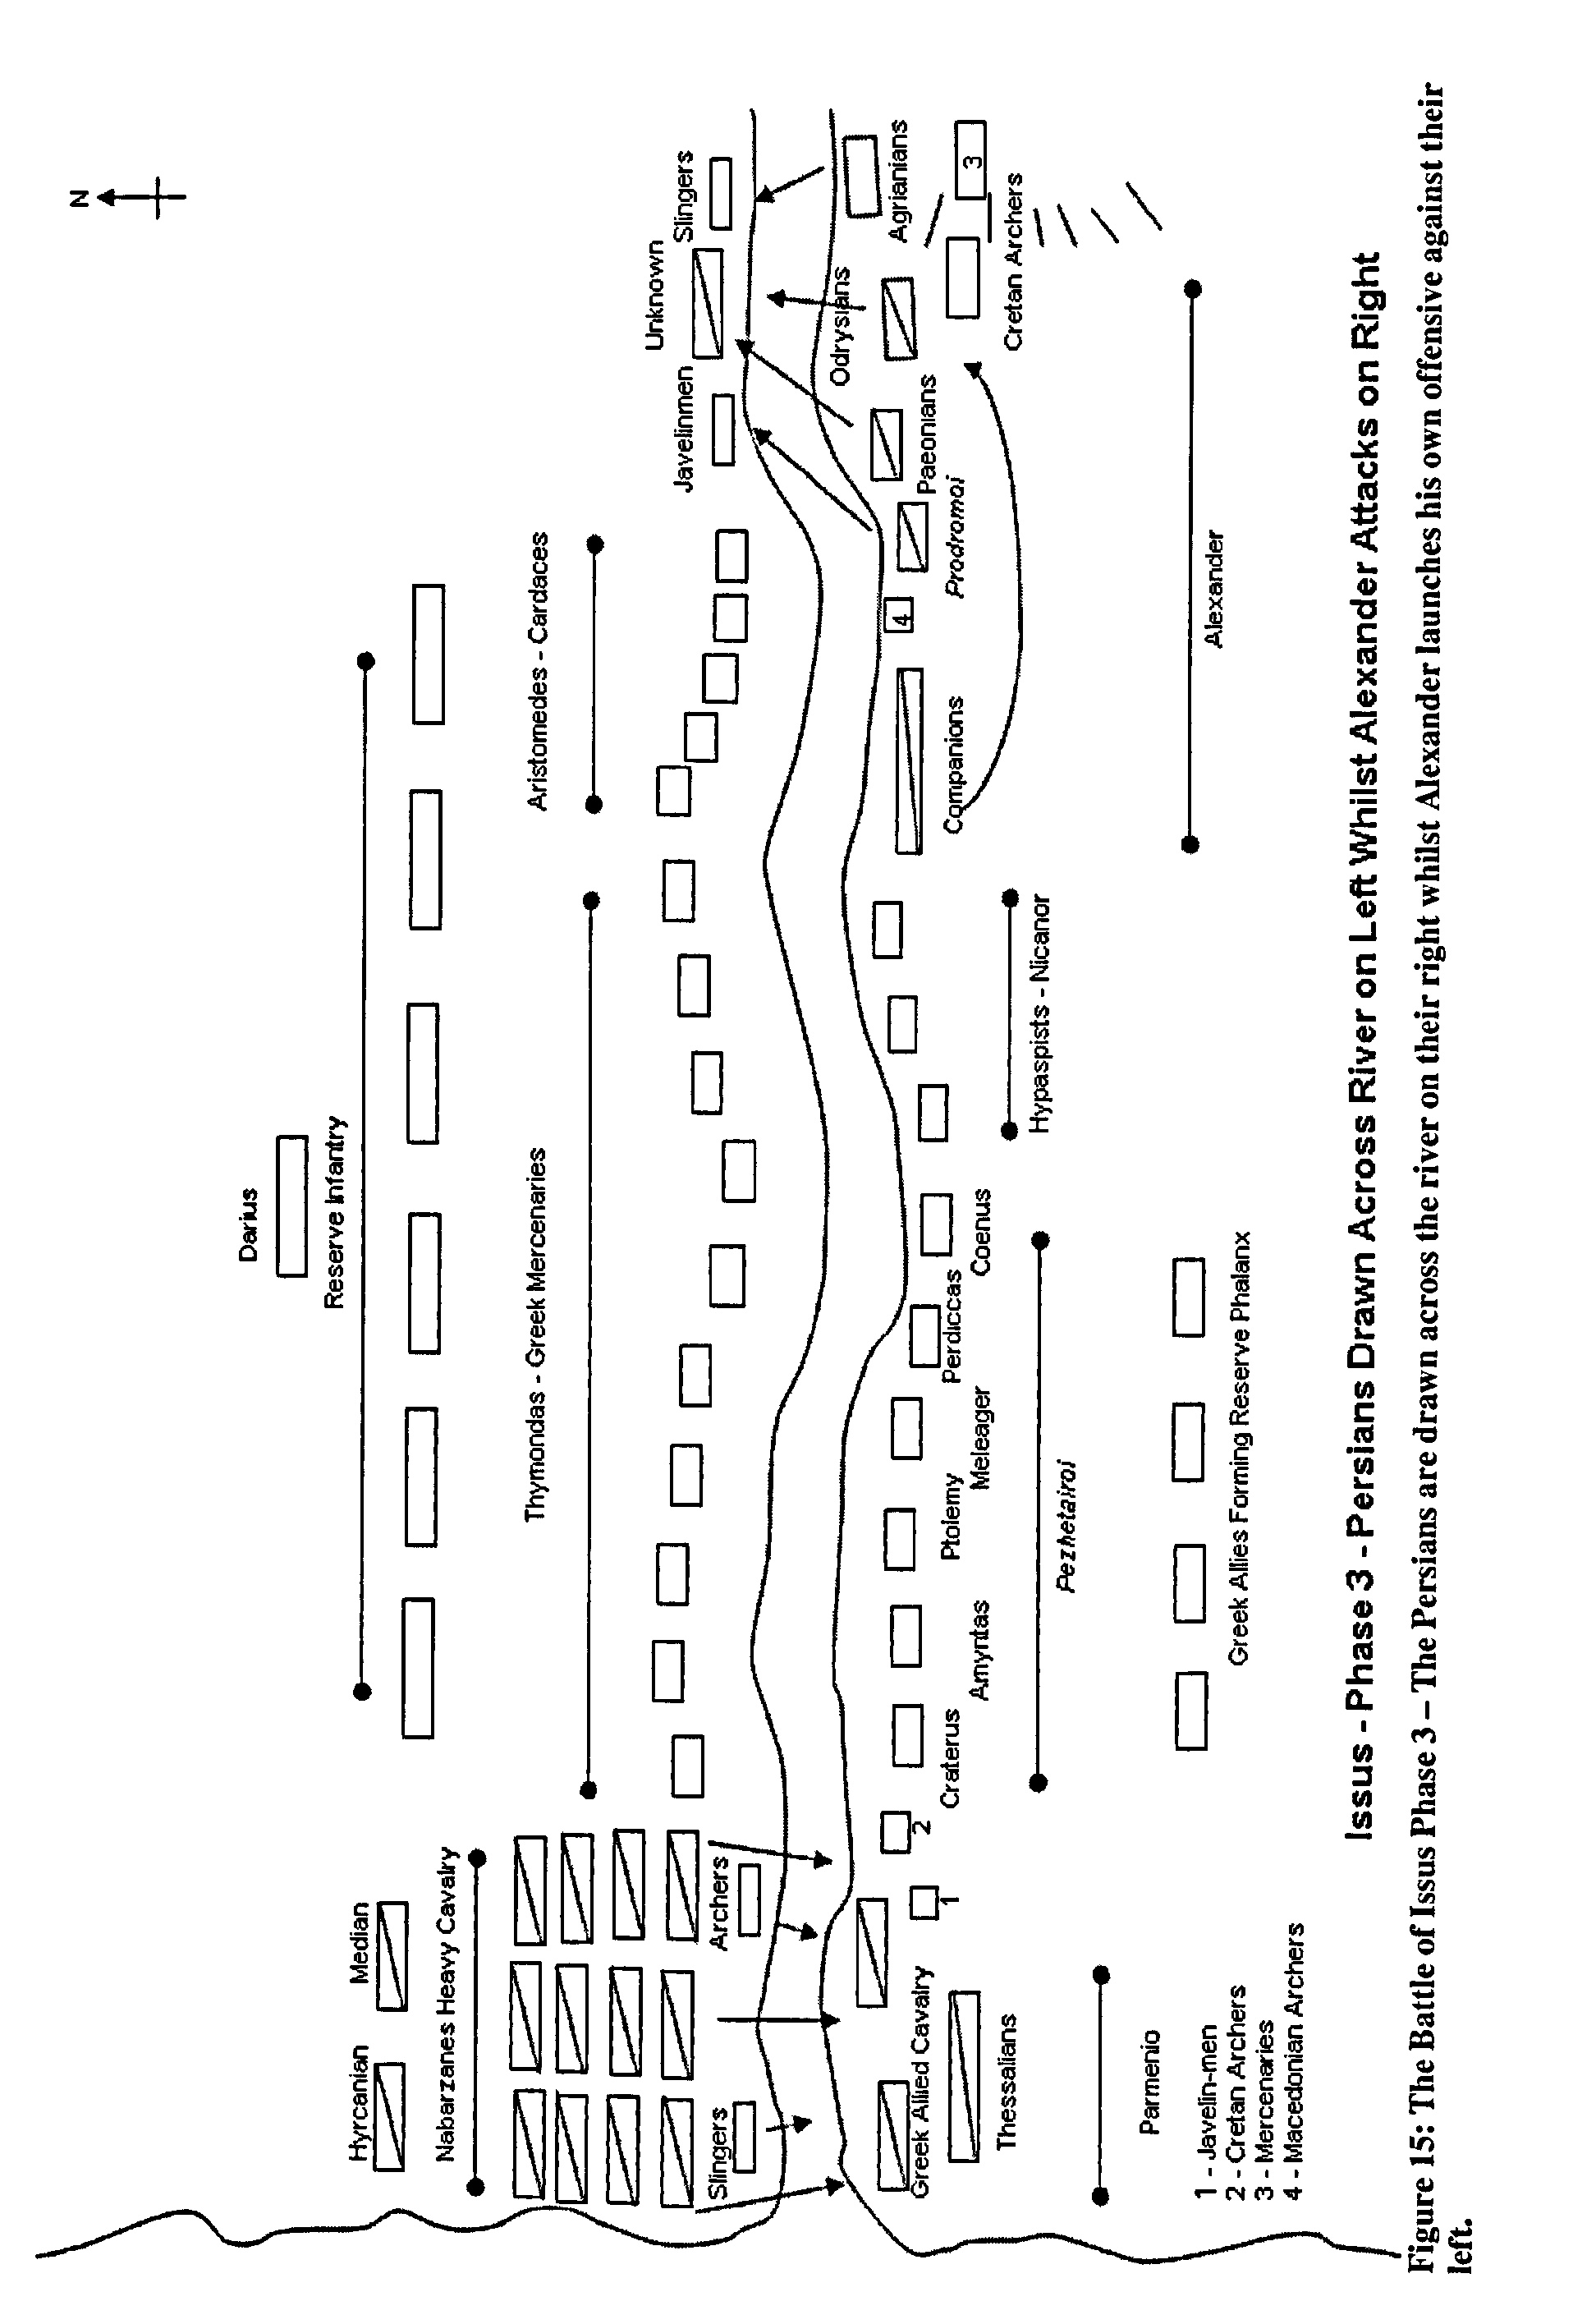 N
Darius
Reserve Infantry
Hyrcanian
Median
Nabarzanes Heavy Cavalry
Thymondas - Greek Mercenaries
Aristomedes - Cardaces
Unknown
Slingers
Archers
Javelinmen
Slingers
Greek Allied Cavalry
Thessalians
1
2
Craterus
Amyntas
Ptolemy
Meleager
Perdiccas
Coenus
Companions
4
Prodromoi
Paeonians
Odrysians
Agrianians
3
Cretan Archers
Pezhetairoi
Hypaspists - Nicanor
Parmenio
Greek Allies Forming Reserve Phalanx
Alexander
1 - Javelin-men
2 - Cretan Archers
3 - Mercenaries
4 - Macedonian Archers
Issus - Phase 3 - Persians Drawn Across River on Left Whilst Alexander Attacks on Right
Figure 15: The Battle of Issus Phase 3 – The Persians are drawn across the river on their right whilst Alexander launches his own offensive against their
left.